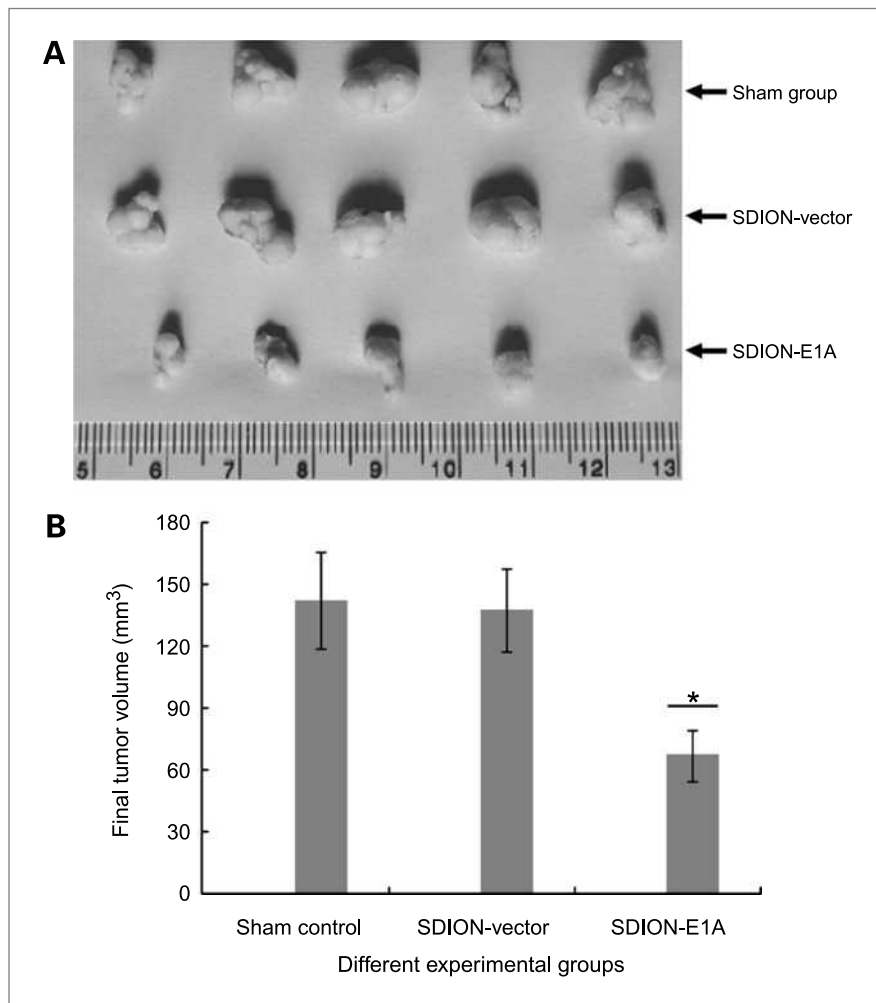 A
Sham group
SDION-vector
SDION-E1A
5 6 7 8 9 10 11 12 13
B
180
150
120
90
60
30
0
Final tumor volume (mm³)
*
Sham control SDION-vector SDION-E1A
Different experimental groups